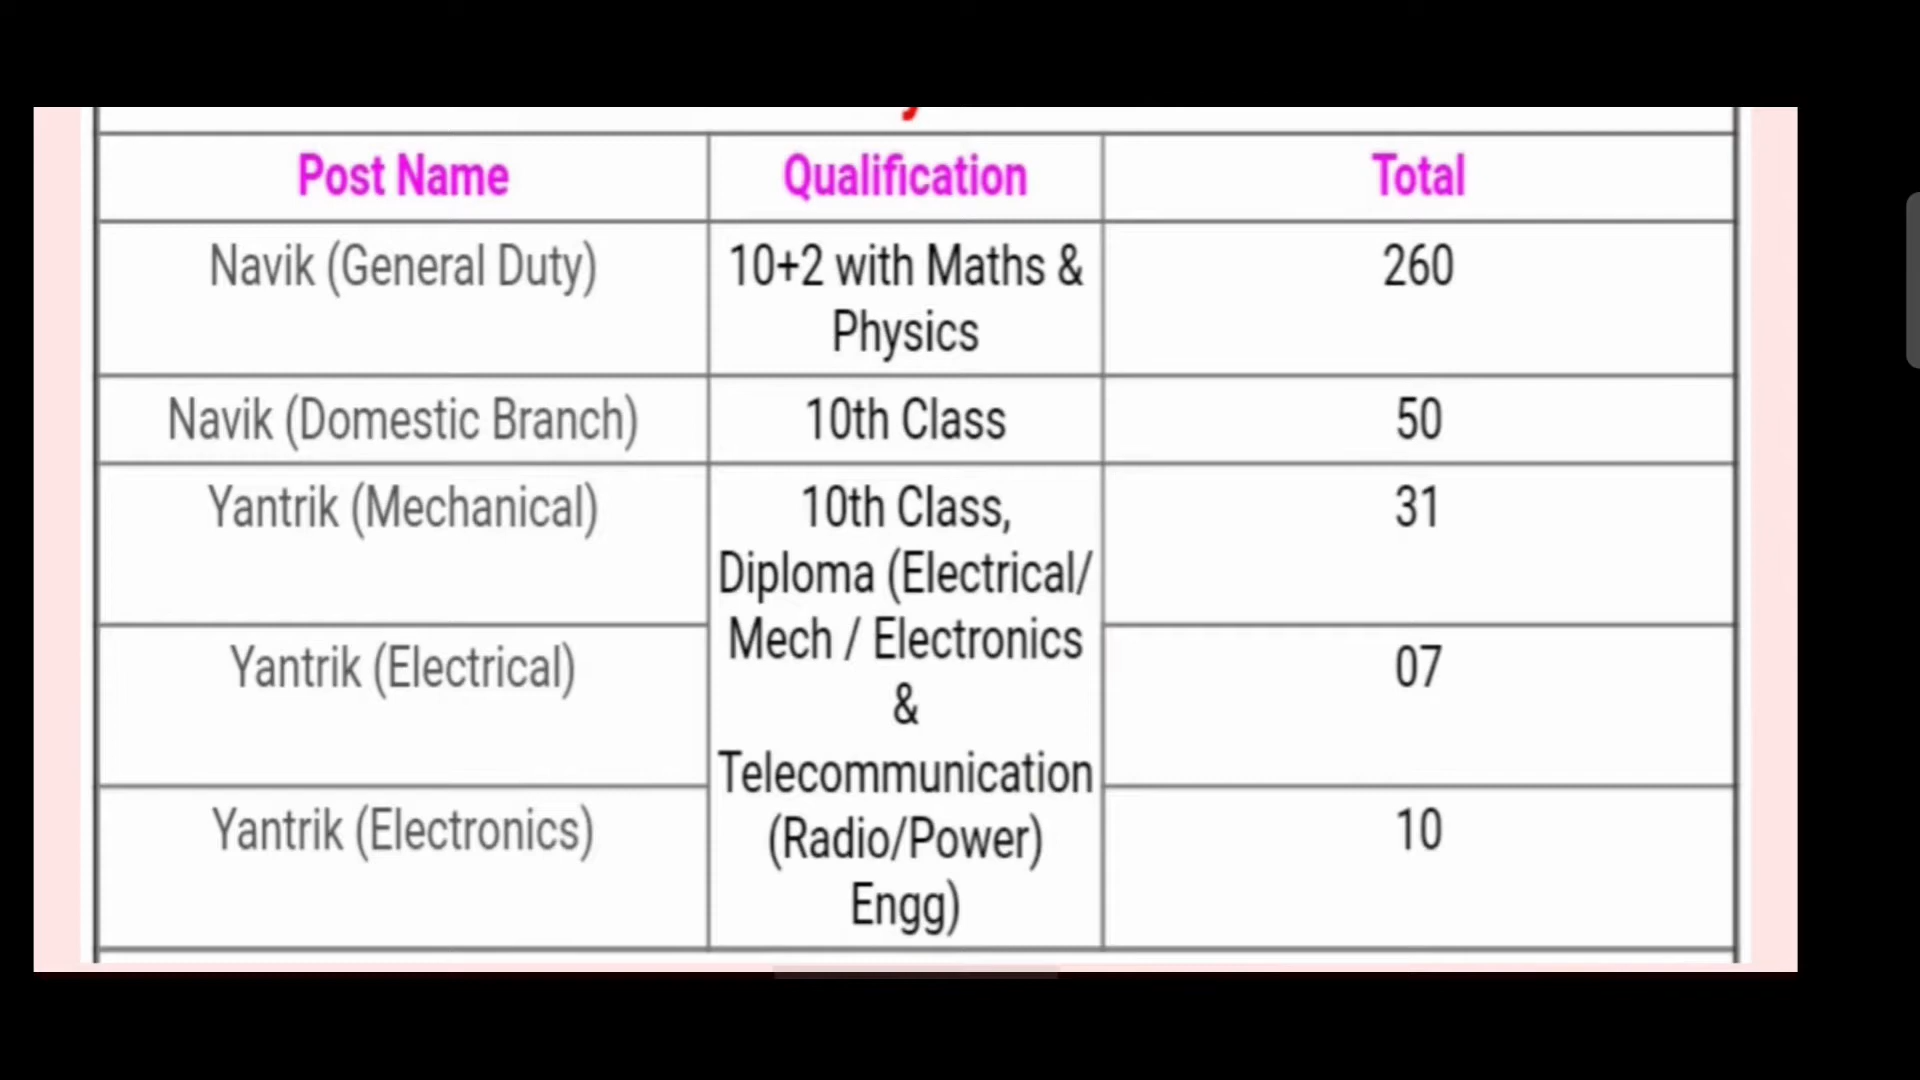 Post Name Qualification Total
Navik (General Duty) 10+2 with Maths & 260
Physics
Navik (Domestic Branch) 10th Class 50
Yantrik (Mechanical) 10th Class, 31
Diploma (Electrical/
Mech / Electronics
Yantrik (Electrical) 07
&
Telecommunication
Yantrik (Electronics) (Radio/Power) 10
Engg)